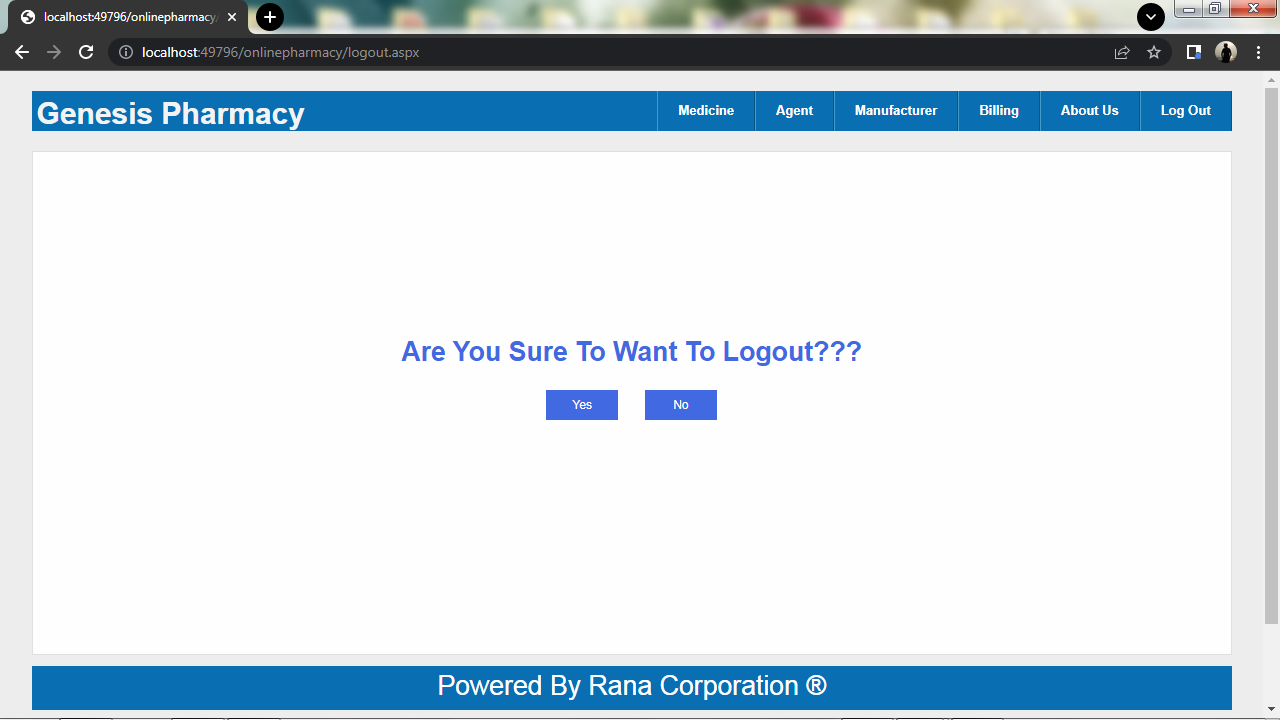 localhost:49796/onlinepharmacy/
localhost:49796/onlinepharmacy/logout.aspx
Genesis Pharmacy
Medicine
Agent
Manufacturer
Billing
About Us
Log Out
Are You Sure To Want To Logout???
Yes
No
Powered By Rana Corporation ®